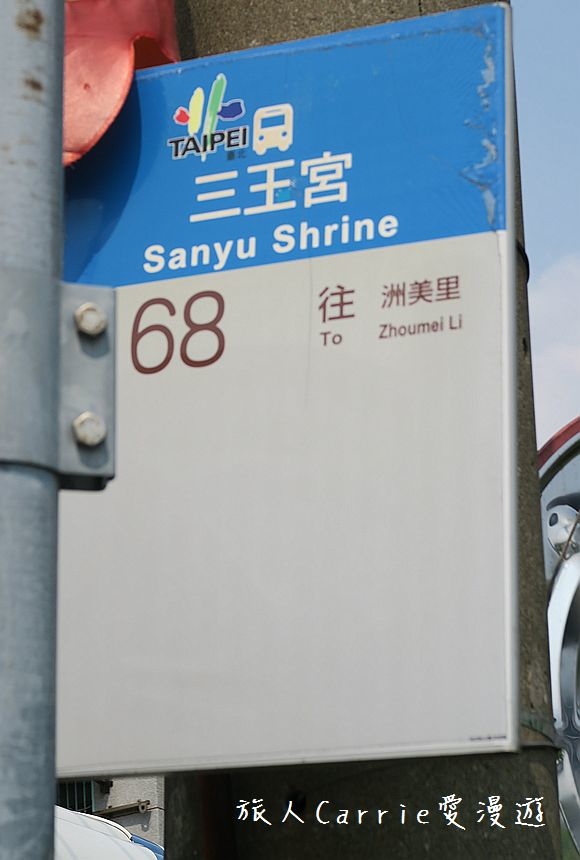 TAIPEI
臺北
三王宮
Sanyu Shrine
68
往 洲美里
To Zhoumei Li
旅人Carrie愛漫遊